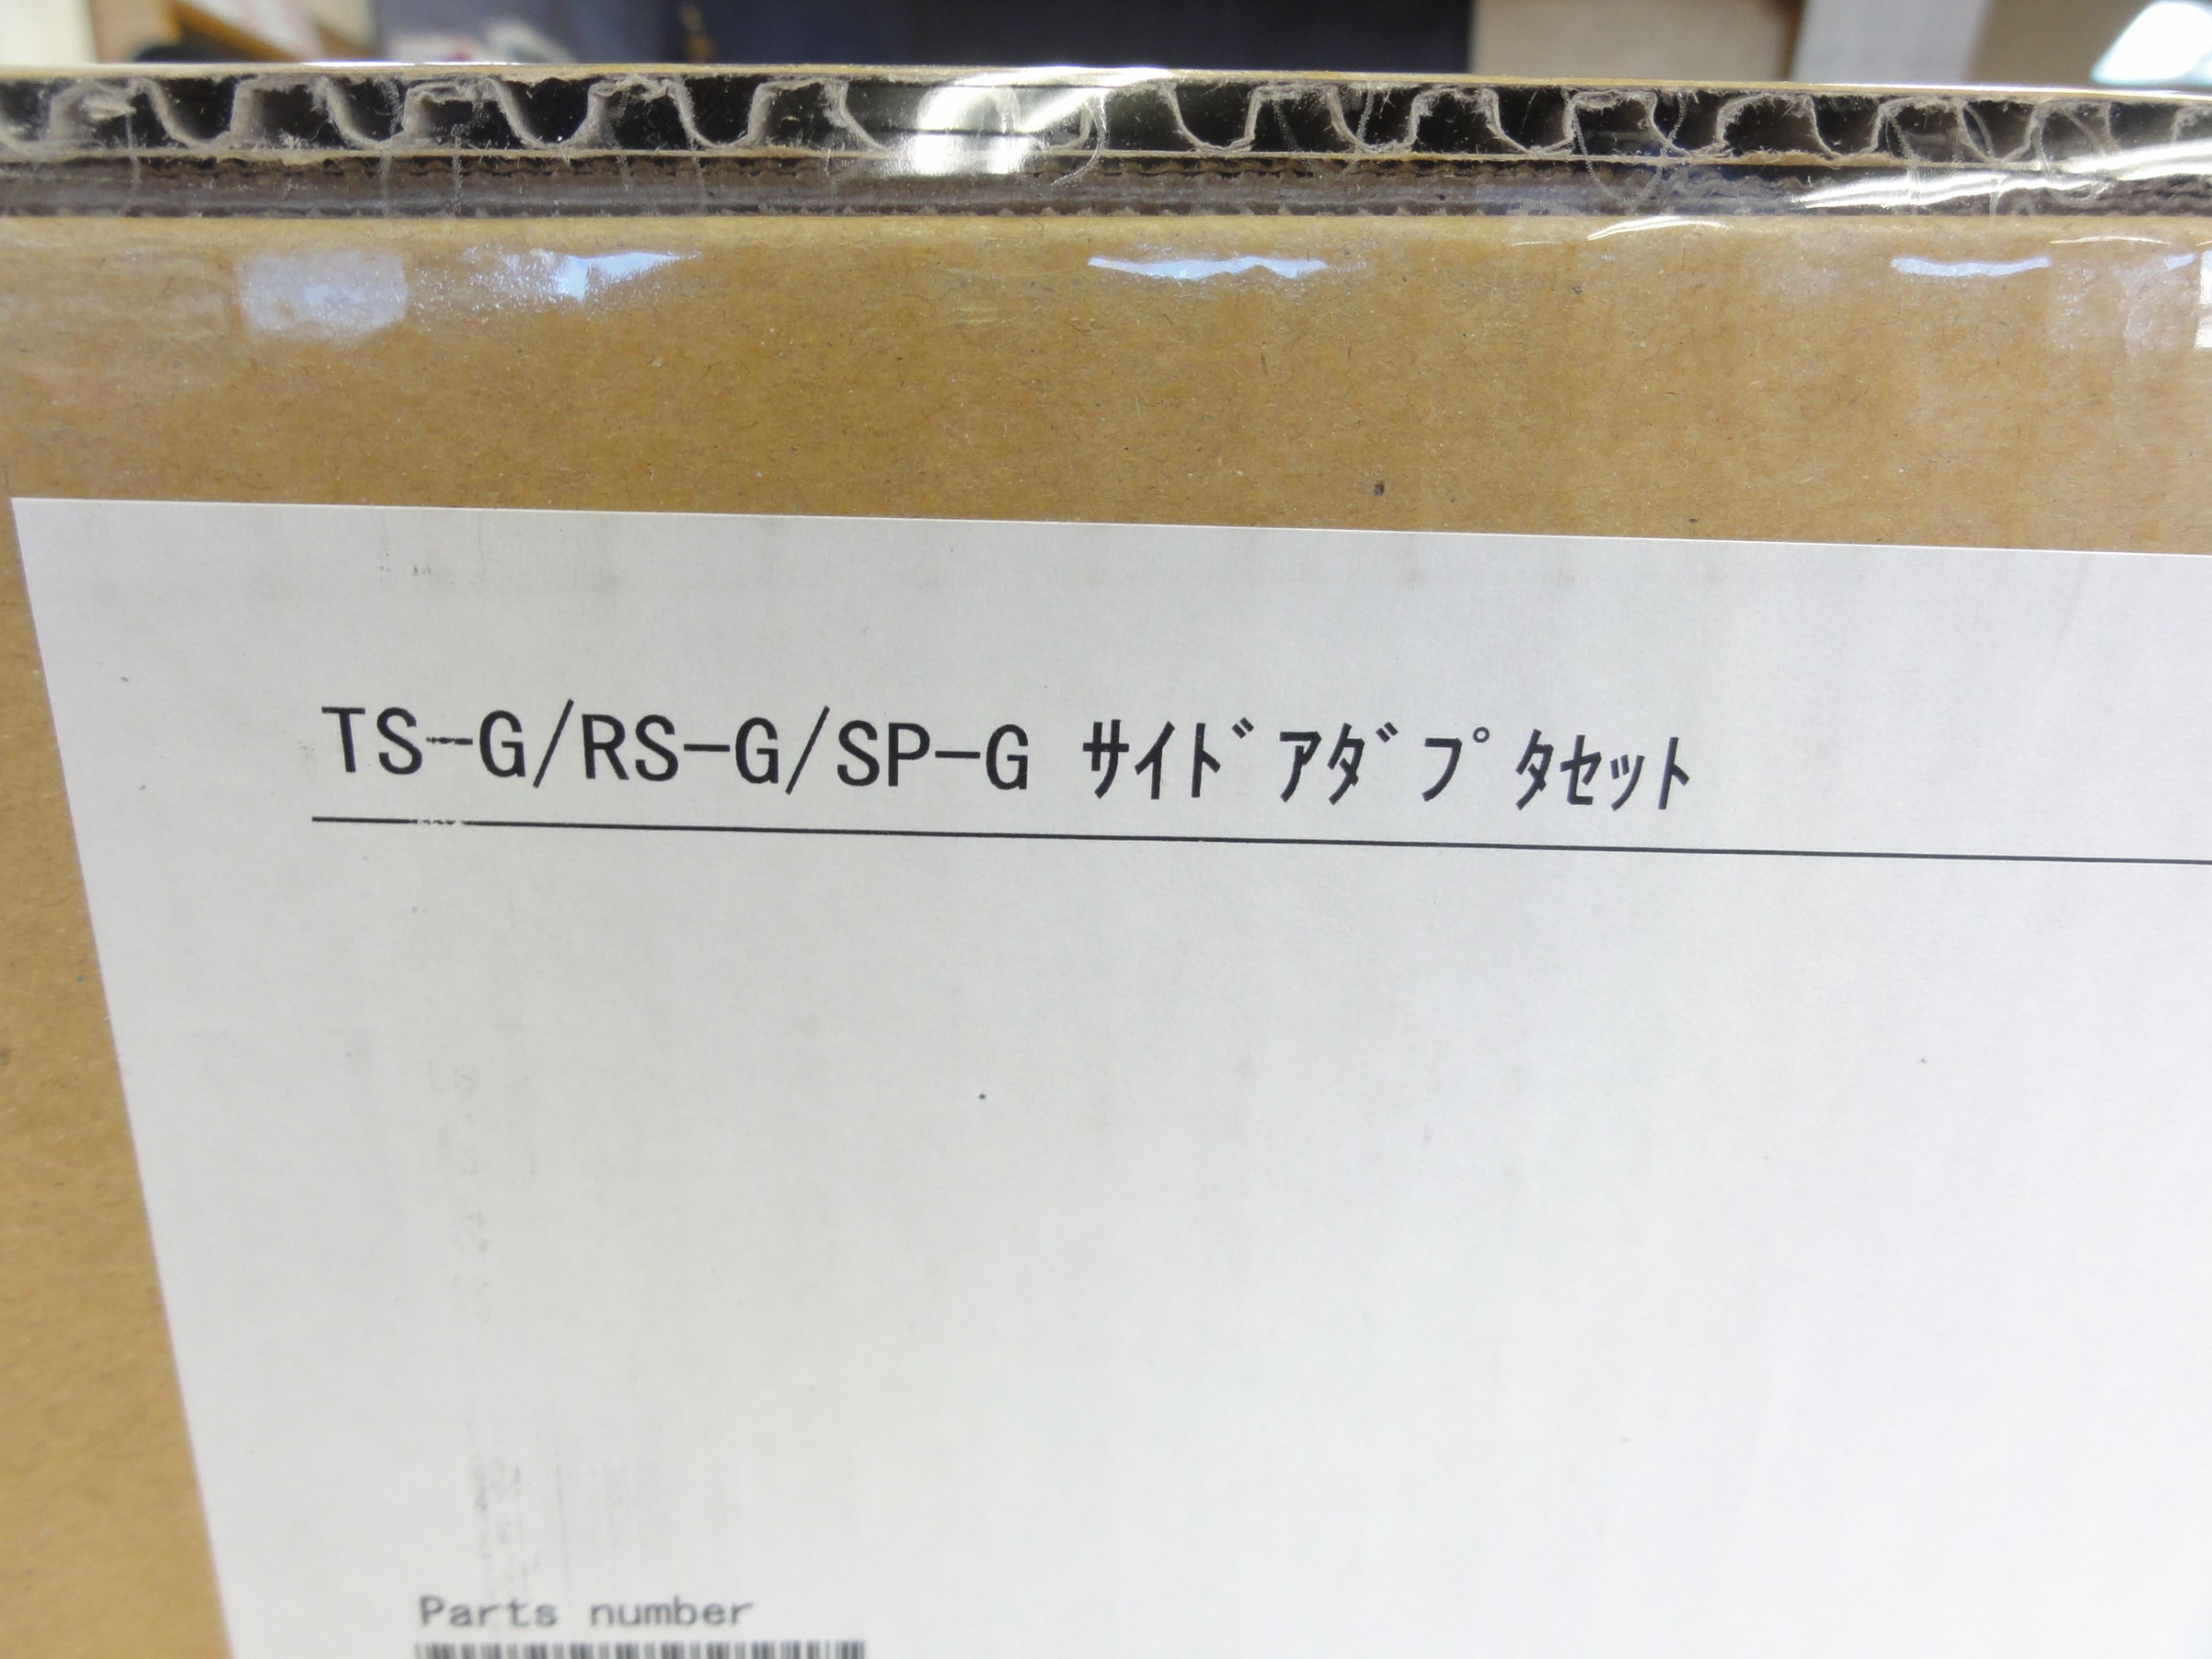 TS-G/RS-G/SP-G ｻｲﾄﾞｱﾀﾞﾌﾟﾀｾｯﾄ
Parts number